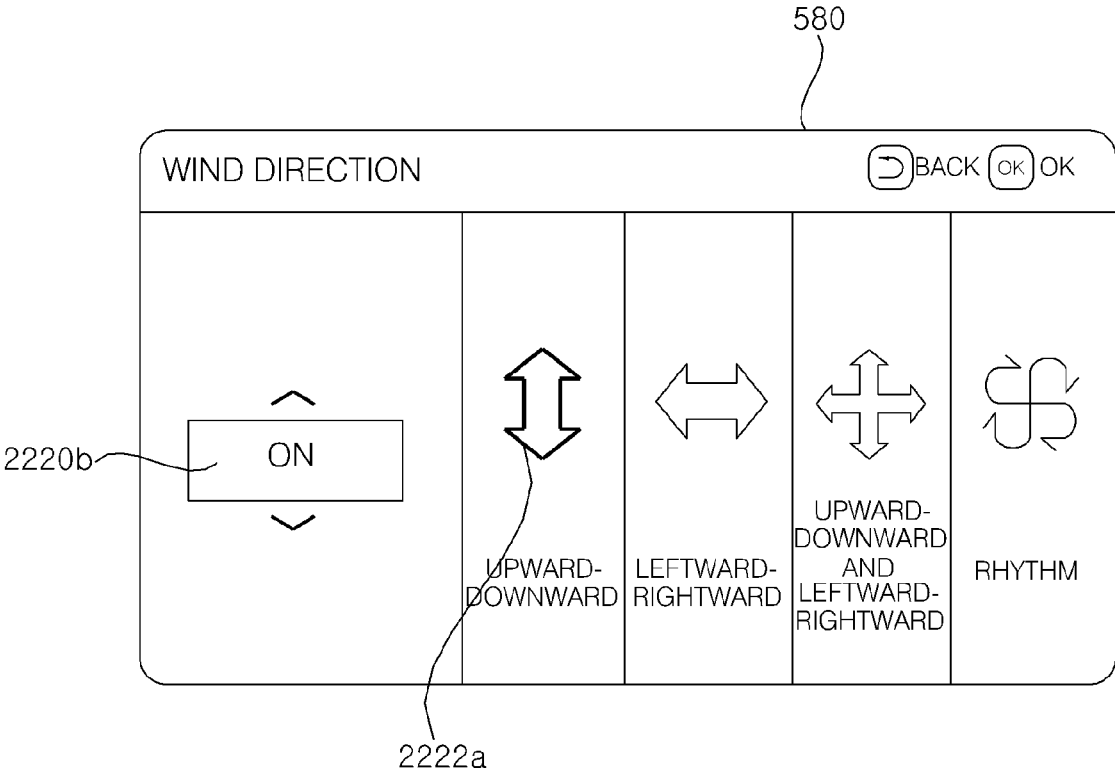 580
WIND DIRECTION
BACK OK OK
2220b
ON
UPWARD-
DOWNWARD
LEFTWARD-
RIGHTWARD
UPWARD-
DOWNWARD
AND
LEFTWARD-
RIGHTWARD
RHYTHM
2222a